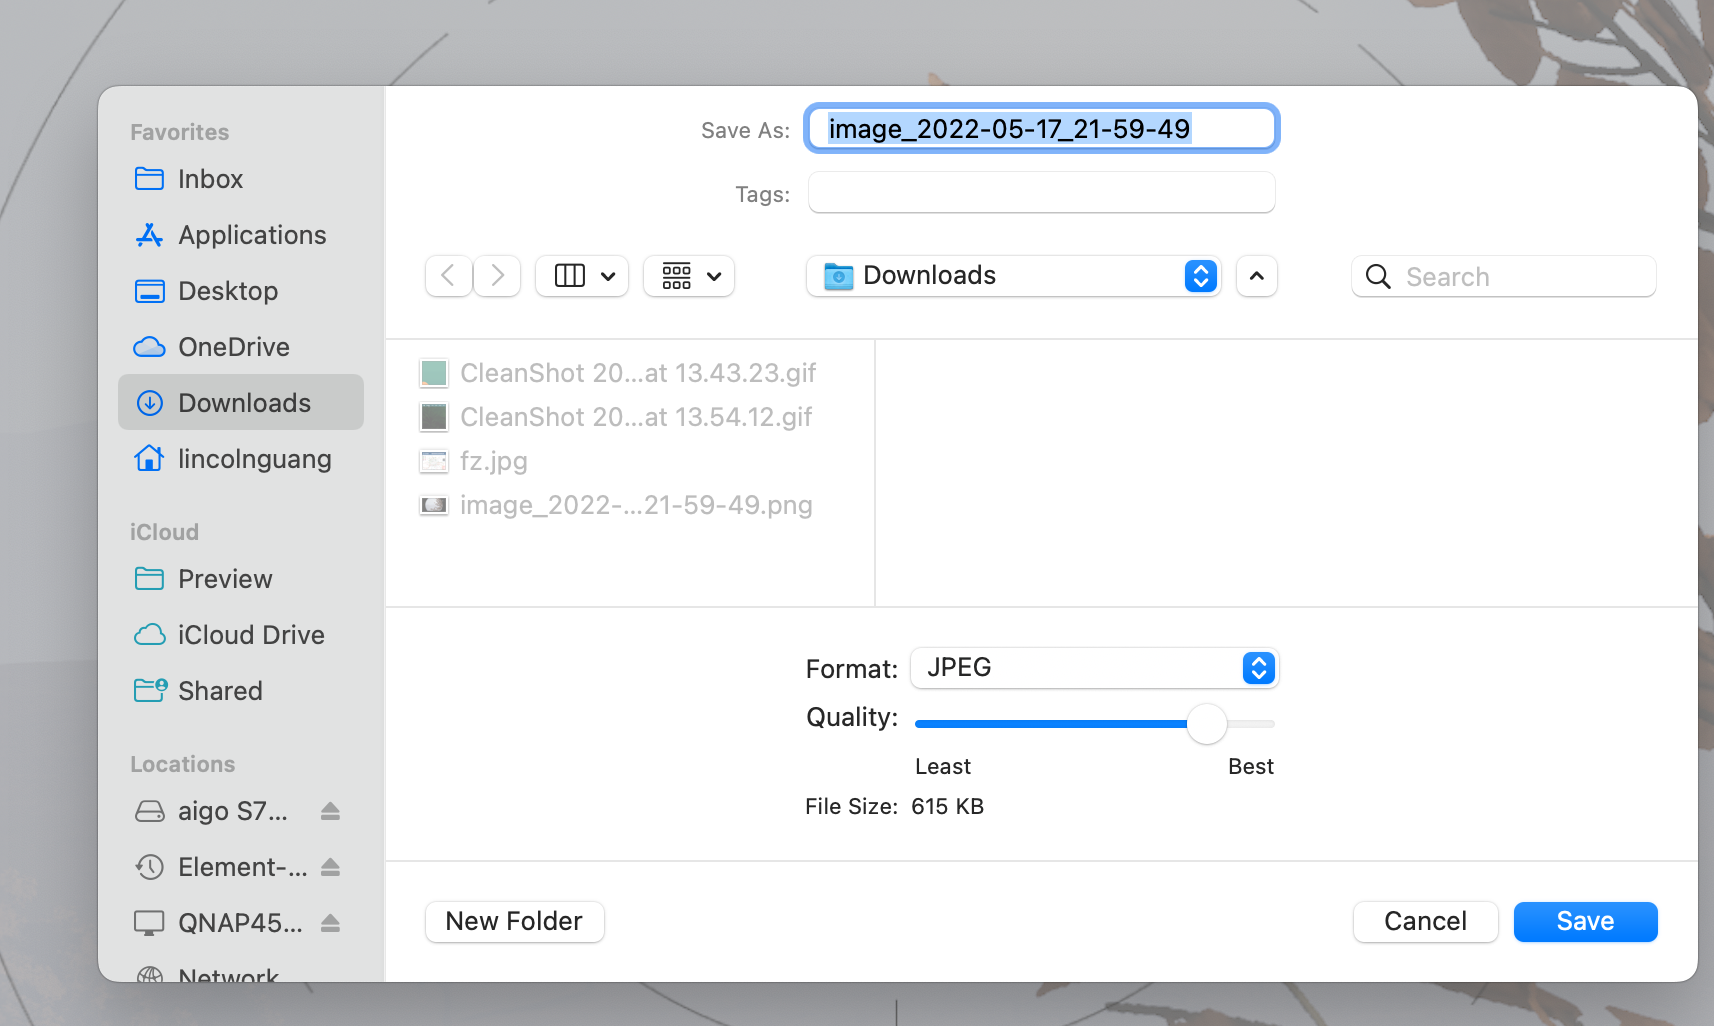 Favorites
Inbox
Applications
Desktop
OneDrive
Downloads
lincolnguang
iCloud
Preview
iCloud Drive
Shared
Locations
aigo S7...
Element-...
QNAP45...
Network
Save As: image_2022-05-17_21-59-49
Tags:
Downloads
Search
CleanShot 20...at 13.43.23.gif
CleanShot 20...at 13.54.12.gif
fz.jpg
image_2022-...21-59-49.png
Format: JPEG
Quality:
Least Best
File Size: 615 KB
New Folder
Cancel
Save